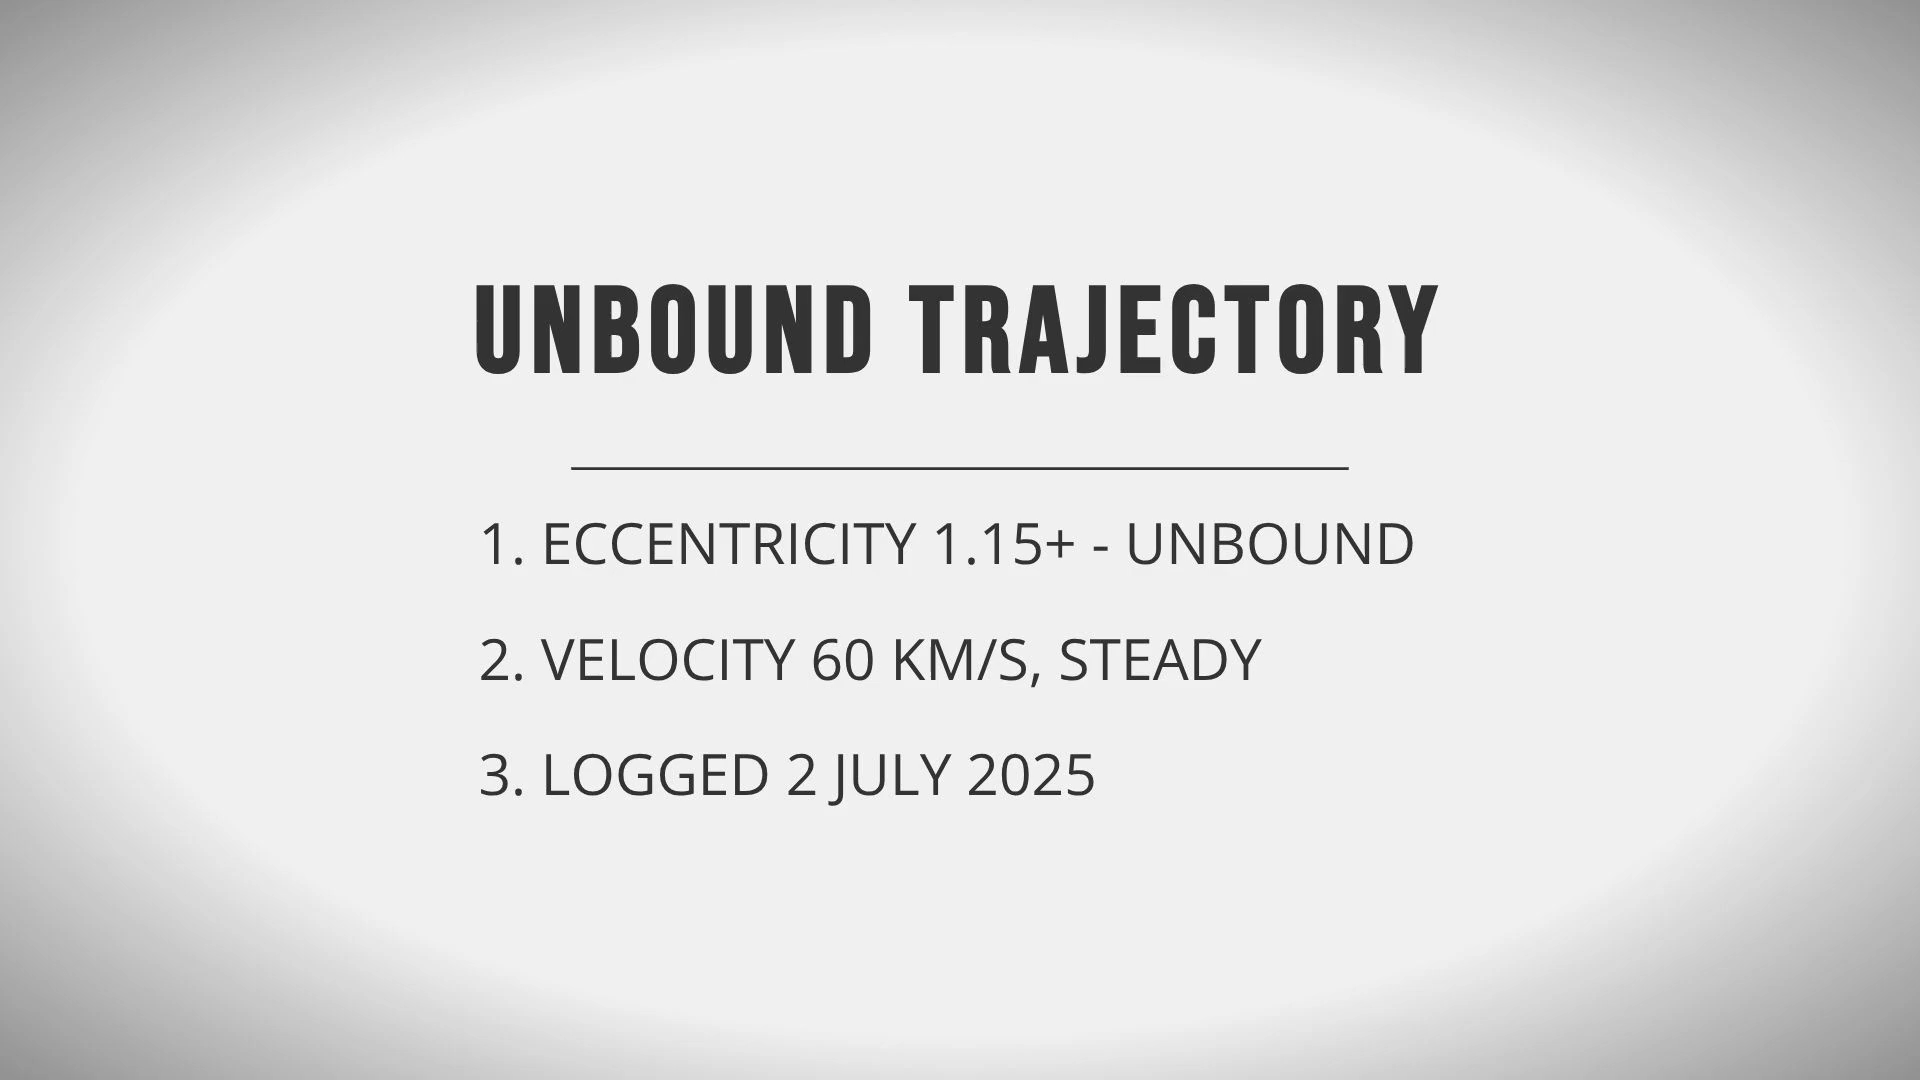 UNBOUND TRAJECTORY
1. ECCENTRICITY 1.15+ - UNBOUND
2. VELOCITY 60 KM/S, STEADY
3. LOGGED 2 JULY 2025